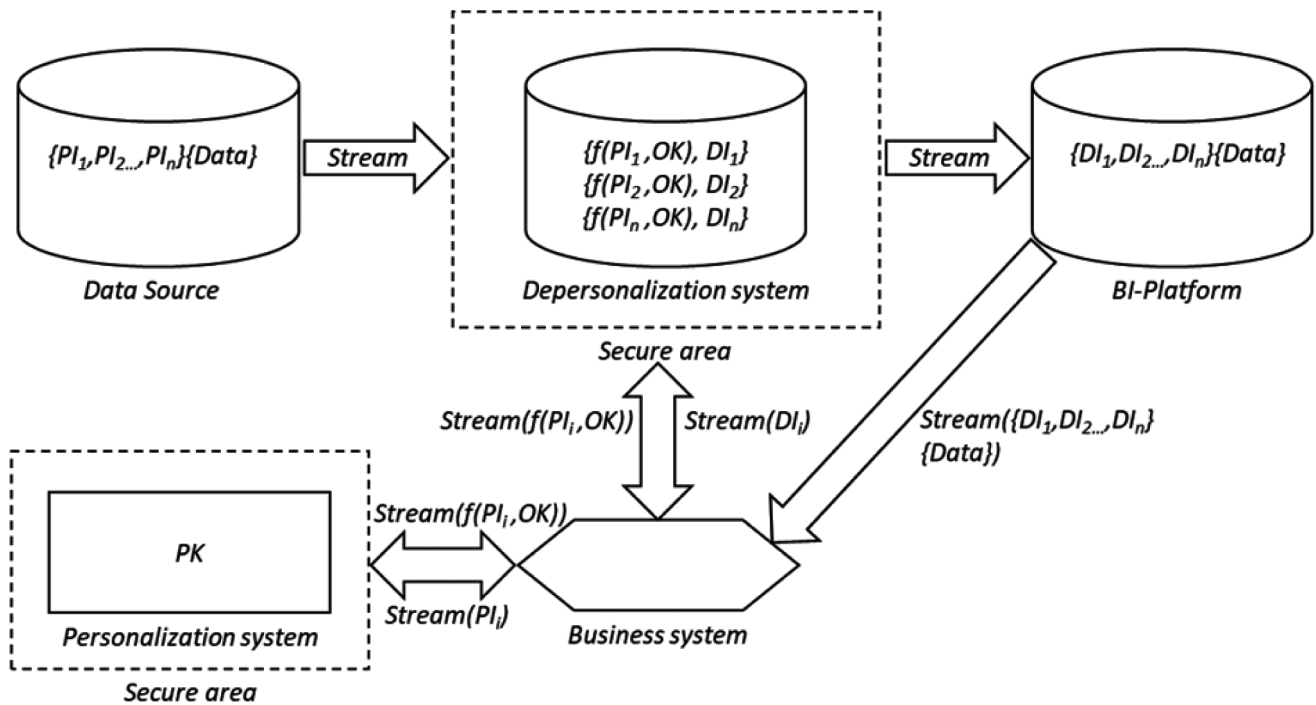 {PI₁,PI₂...,PIₙ}{Data}
Data Source
Stream
{f(PI₁,OK), DI₁}
{f(PI₂,OK), DI₂}
{f(PIₙ,OK), DIₙ}
Depersonalization system
Secure area
Stream
{DI₁,DI₂...,DIₙ}{Data}
BI-Platform
Stream(f(PIᵢ,OK))
Stream(DIᵢ)
Stream({DI₁,DI₂...,DIₙ}
{Data})
PK
Personalization system
Secure area
Stream(f(PIᵢ,OK))
Stream(PIᵢ)
Business system